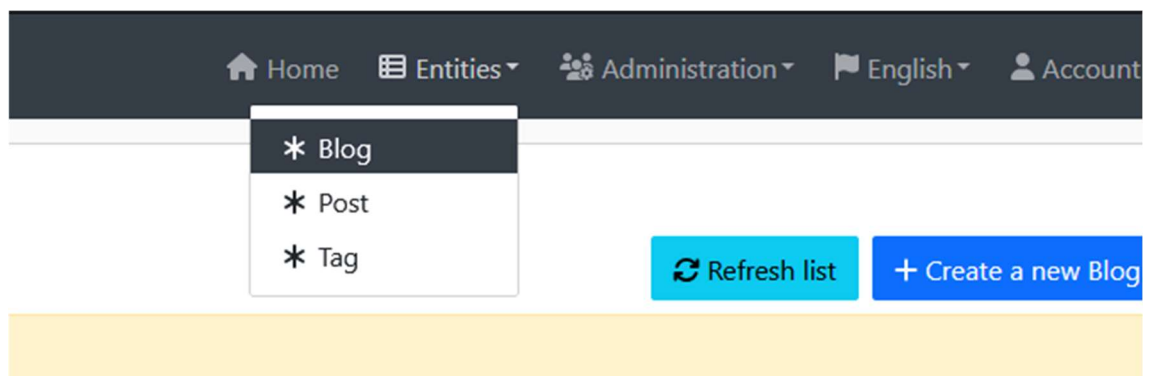 Home Entities Administration English Account
Blog
Post
Tag
Refresh list + Create a new Blog